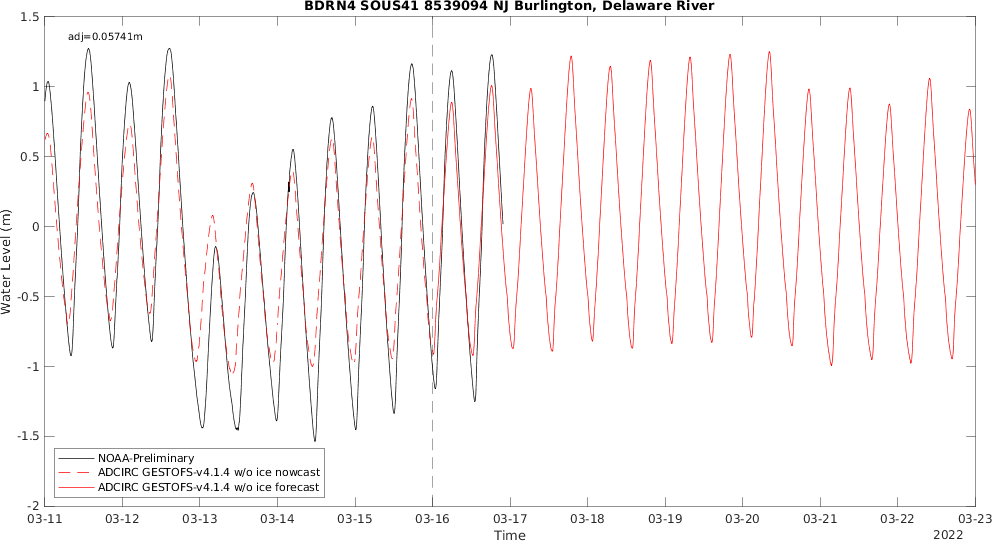 BDRN4 SOUS41 8539094 NJ Burlington, Delaware River
adj=0.05741m
1.5
1
0.5
0
-0.5
-1
-1.5
-2
Water Level (m)
NOAA-Preliminary
ADCIRC GESTOFS-v4.1.4 w/o ice nowcast
ADCIRC GESTOFS-v4.1.4 w/o ice forecast
03-11 03-12 03-13 03-14 03-15 03-16 03-17 03-18 03-19 03-20 03-21 03-22 03-23
Time
2022